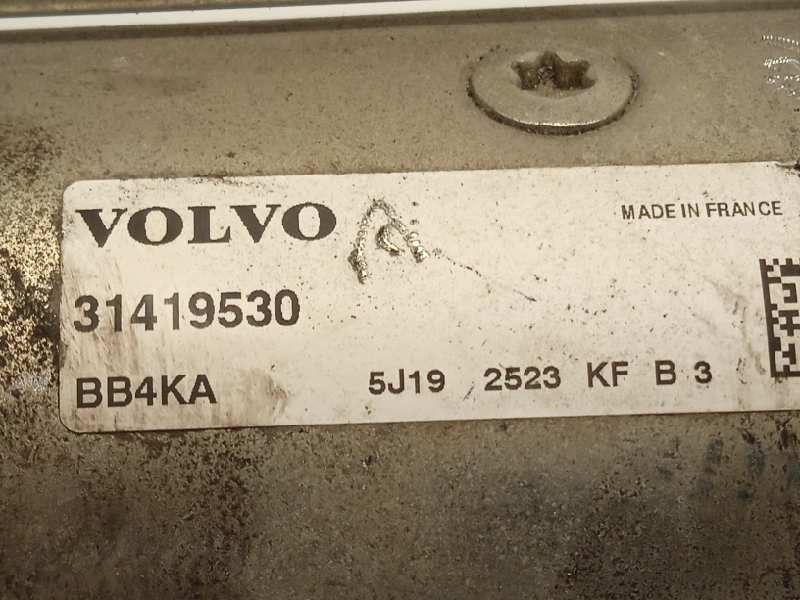 VOLVO
MADE IN FRANCE
31419530
BB4KA 5J19 2523 KF B 3